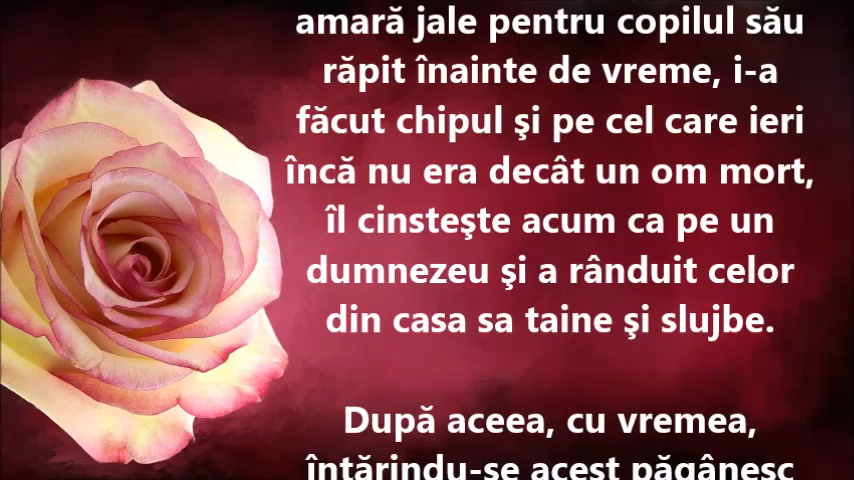 amară jale pentru copilul său
răpit înainte de vreme, i-a
făcut chipul şi pe cel care ieri
încă nu era decât un om mort,
îl cinsteşte acum ca pe un
dumnezeu şi a rânduit celor
din casa sa taine şi slujbe.
După aceea, cu vremea,
întărindu-se acest păgânesc